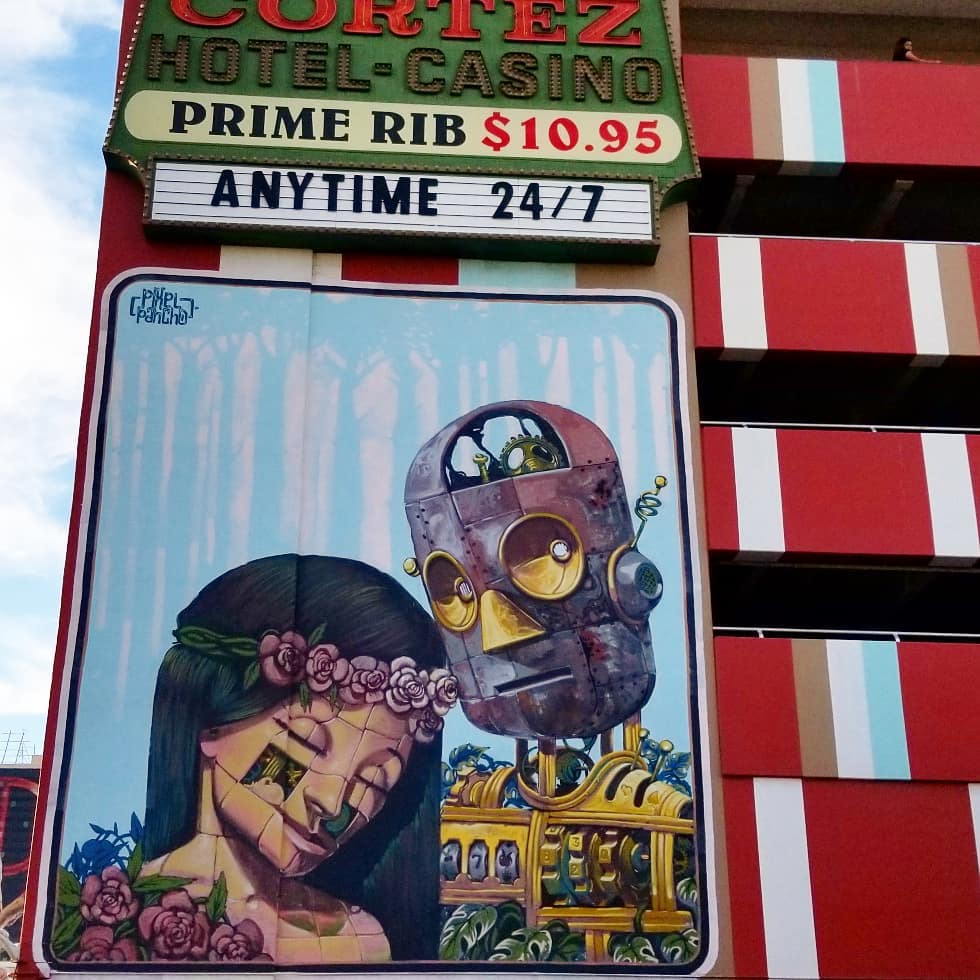 CORTEZ
HOTEL-CASINO
PRIME RIB $10.95
ANYTIME 24/7
PIXEL
PANCHO